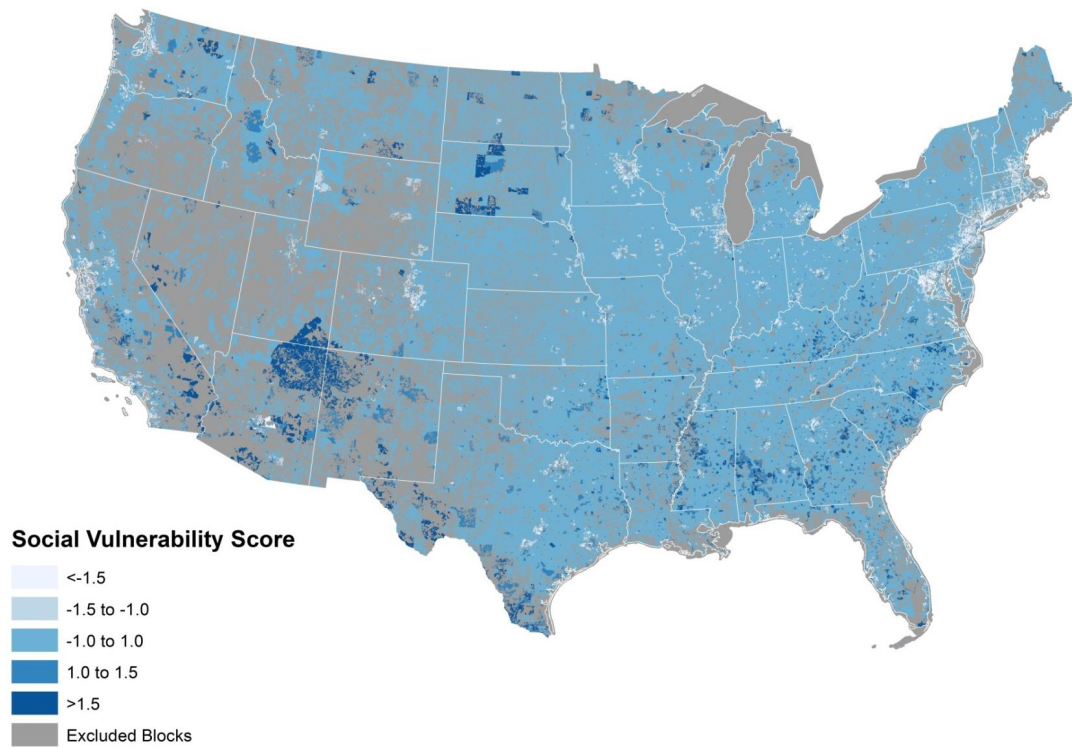 Social Vulnerability Score
<-1.5
-1.5 to -1.0
-1.0 to 1.0
1.0 to 1.5
>1.5
Excluded Blocks